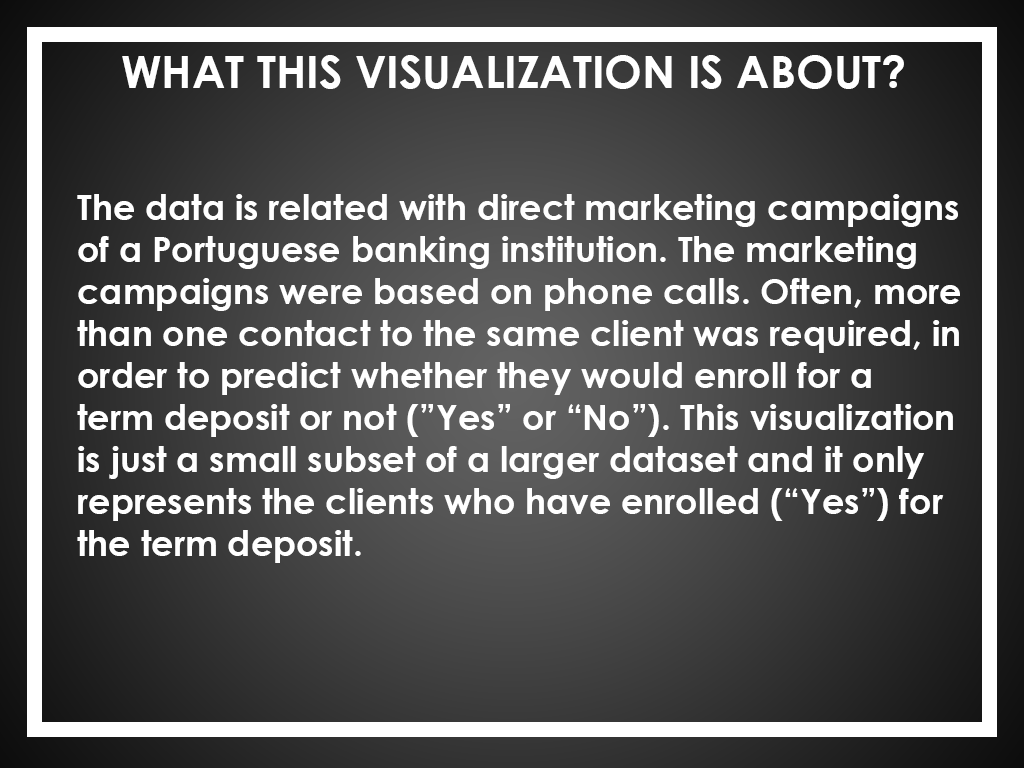 WHAT THIS VISUALIZATION IS ABOUT?
The data is related with direct marketing campaigns
of a Portuguese banking institution. The marketing
campaigns were based on phone calls. Often, more
than one contact to the same client was required, in
order to predict whether they would enroll for a
term deposit or not (”Yes” or “No”). This visualization
is just a small subset of a larger dataset and it only
represents the clients who have enrolled (“Yes”) for
the term deposit.